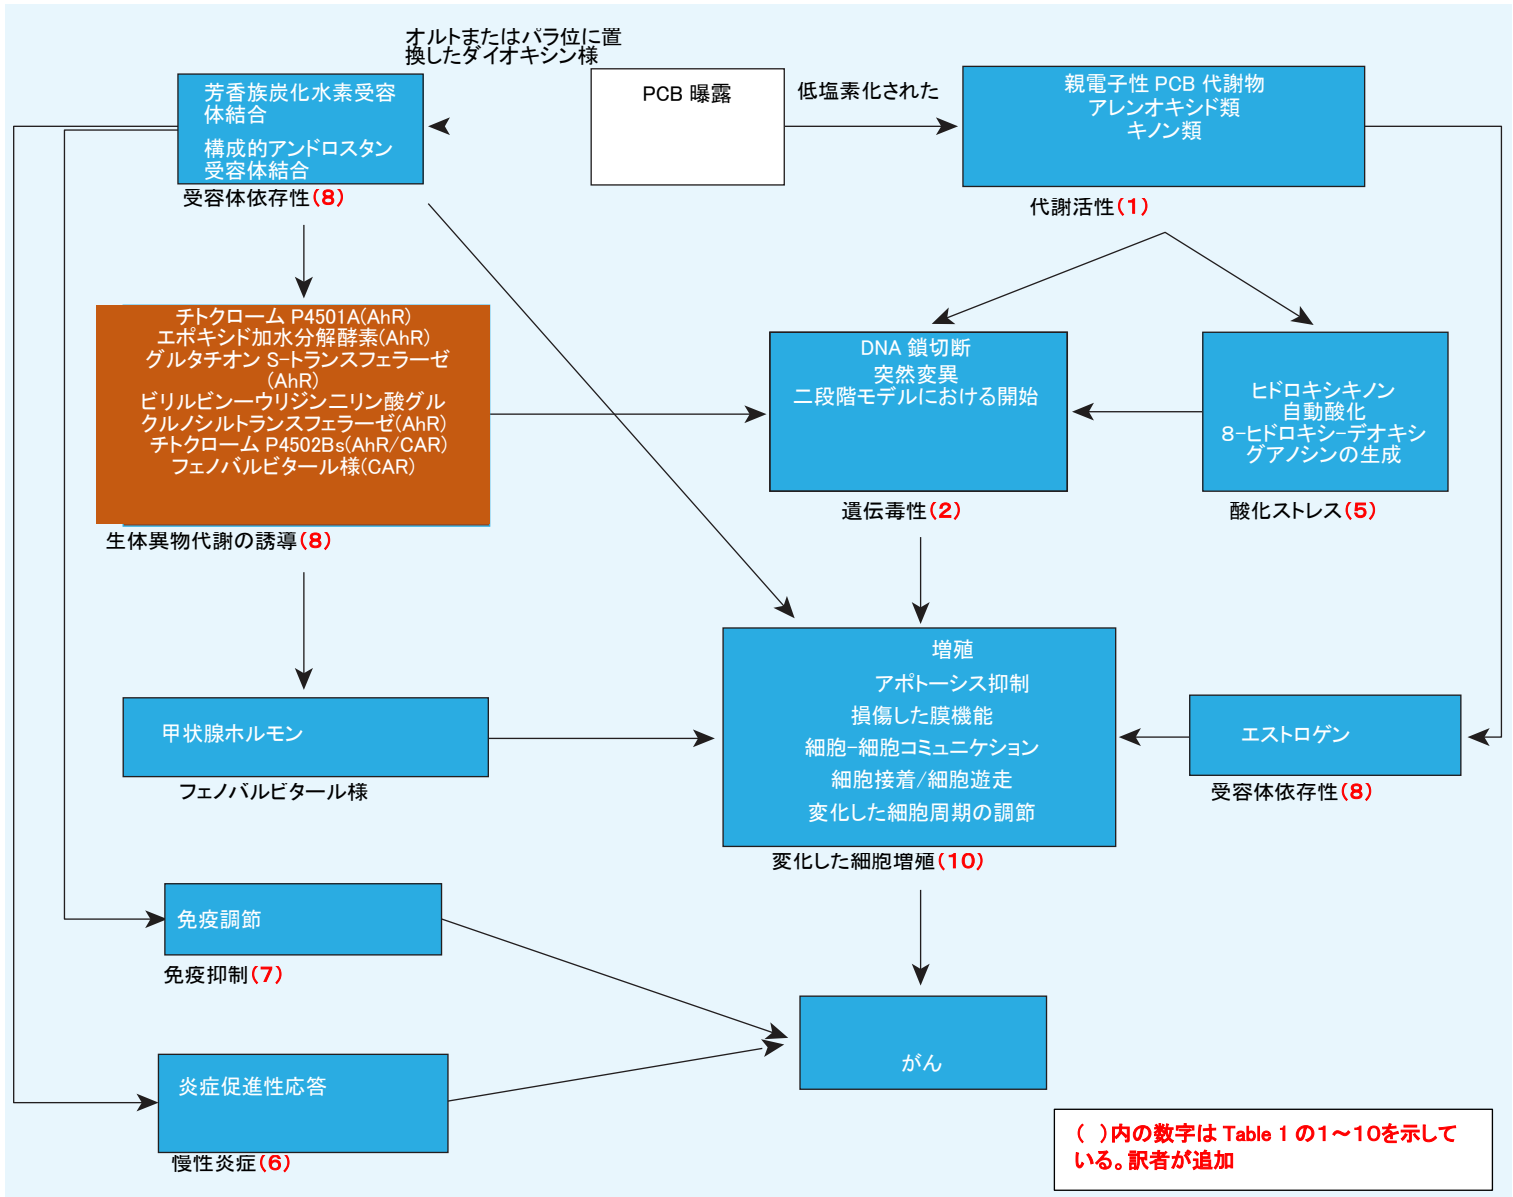 オルトまたはパラ位に置
換したダイオキシン様
芳香族炭化水素受容
体結合
構成的アンドロスタン
受容体結合
受容体依存性(8)
PCB 曝露
低塩素化された
親電子性 PCB 代謝物
アレンオキシド類
キノン類
代謝活性(1)
チトクローム P4501A(AhR)
エポキシド加水分解酵素(AhR)
グルタチオン S-トランスフェラーゼ
(AhR)
ビリルビンーウリジンニリン酸グル
クルノシルトランスフェラーゼ(AhR)
チトクローム P4502Bs(AhR/CAR)
フェノバルビタール様(CAR)
生体異物代謝の誘導(8)
DNA 鎖切断
突然変異
二段階モデルにおける開始
遺伝毒性(2)
ヒドロキシキノン
自動酸化
8-ヒドロキシ-デオキシ
グアノシンの生成
酸化ストレス(5)
甲状腺ホルモン
フェノバルビタール様
増殖
アポトーシス抑制
損傷した膜機能
細胞-細胞コミュニケション
細胞接着/細胞遊走
変化した細胞周期の調節
変化した細胞増殖(10)
エストロゲン
受容体依存性(8)
免疫調節
免疫抑制(7)
炎症促進性応答
慢性炎症(6)
がん
( )内の数字は Table 1 の1~10を示して
いる。訳者が追加